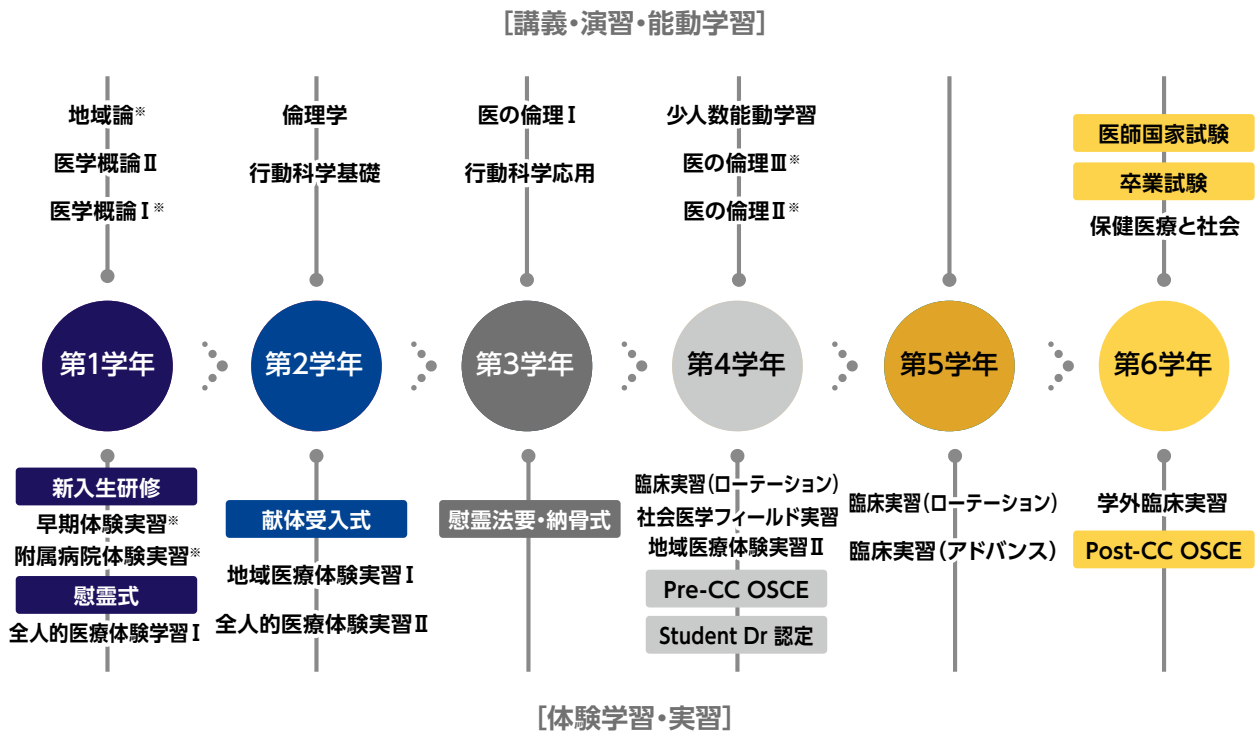 [講義・演習・能動学習]
地域論※
医学概論Ⅱ
医学概論Ⅰ※
倫理学
行動科学基礎
医の倫理Ⅰ
行動科学応用
少人数能動学習
医の倫理Ⅲ※
医の倫理Ⅱ※
医師国家試験
卒業試験
保健医療と社会
第1学年
第2学年
第3学年
第4学年
第5学年
第6学年
新入生研修
早期体験実習※
附属病院体験実習※
慰霊式
全人的医療体験学習Ⅰ
献体受入式
地域医療体験実習Ⅰ
全人的医療体験実習Ⅱ
慰霊法要・納骨式
臨床実習(ローテーション)
社会医学フィールド実習
地域医療体験実習Ⅱ
Pre-CC OSCE
Student Dr 認定
臨床実習(ローテーション)
臨床実習(アドバンス)
学外臨床実習
Post-CC OSCE
[体験学習・実習]